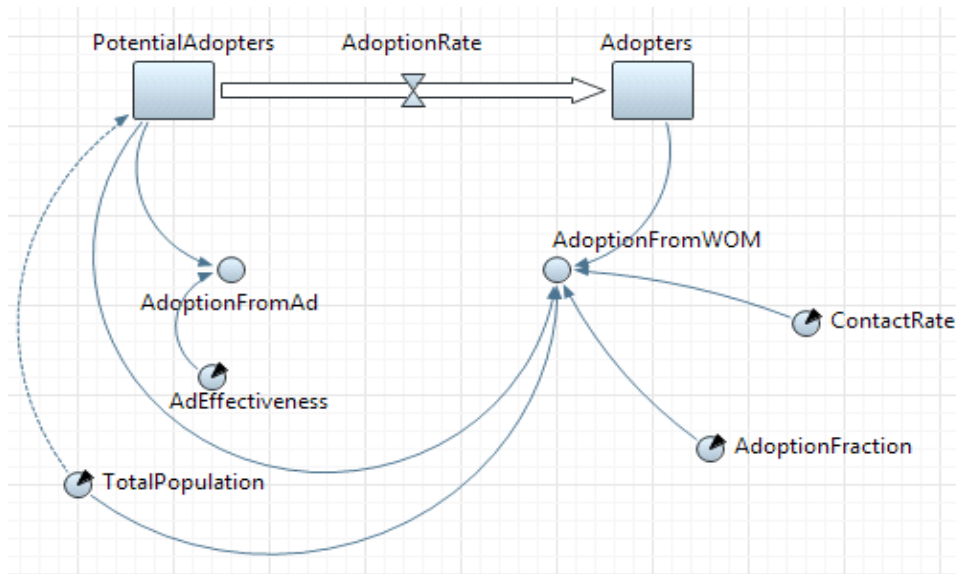 PotentialAdopters
AdoptionRate
Adopters
AdoptionFromWOM
AdoptionFromAd
ContactRate
AdEffectiveness
AdoptionFraction
TotalPopulation